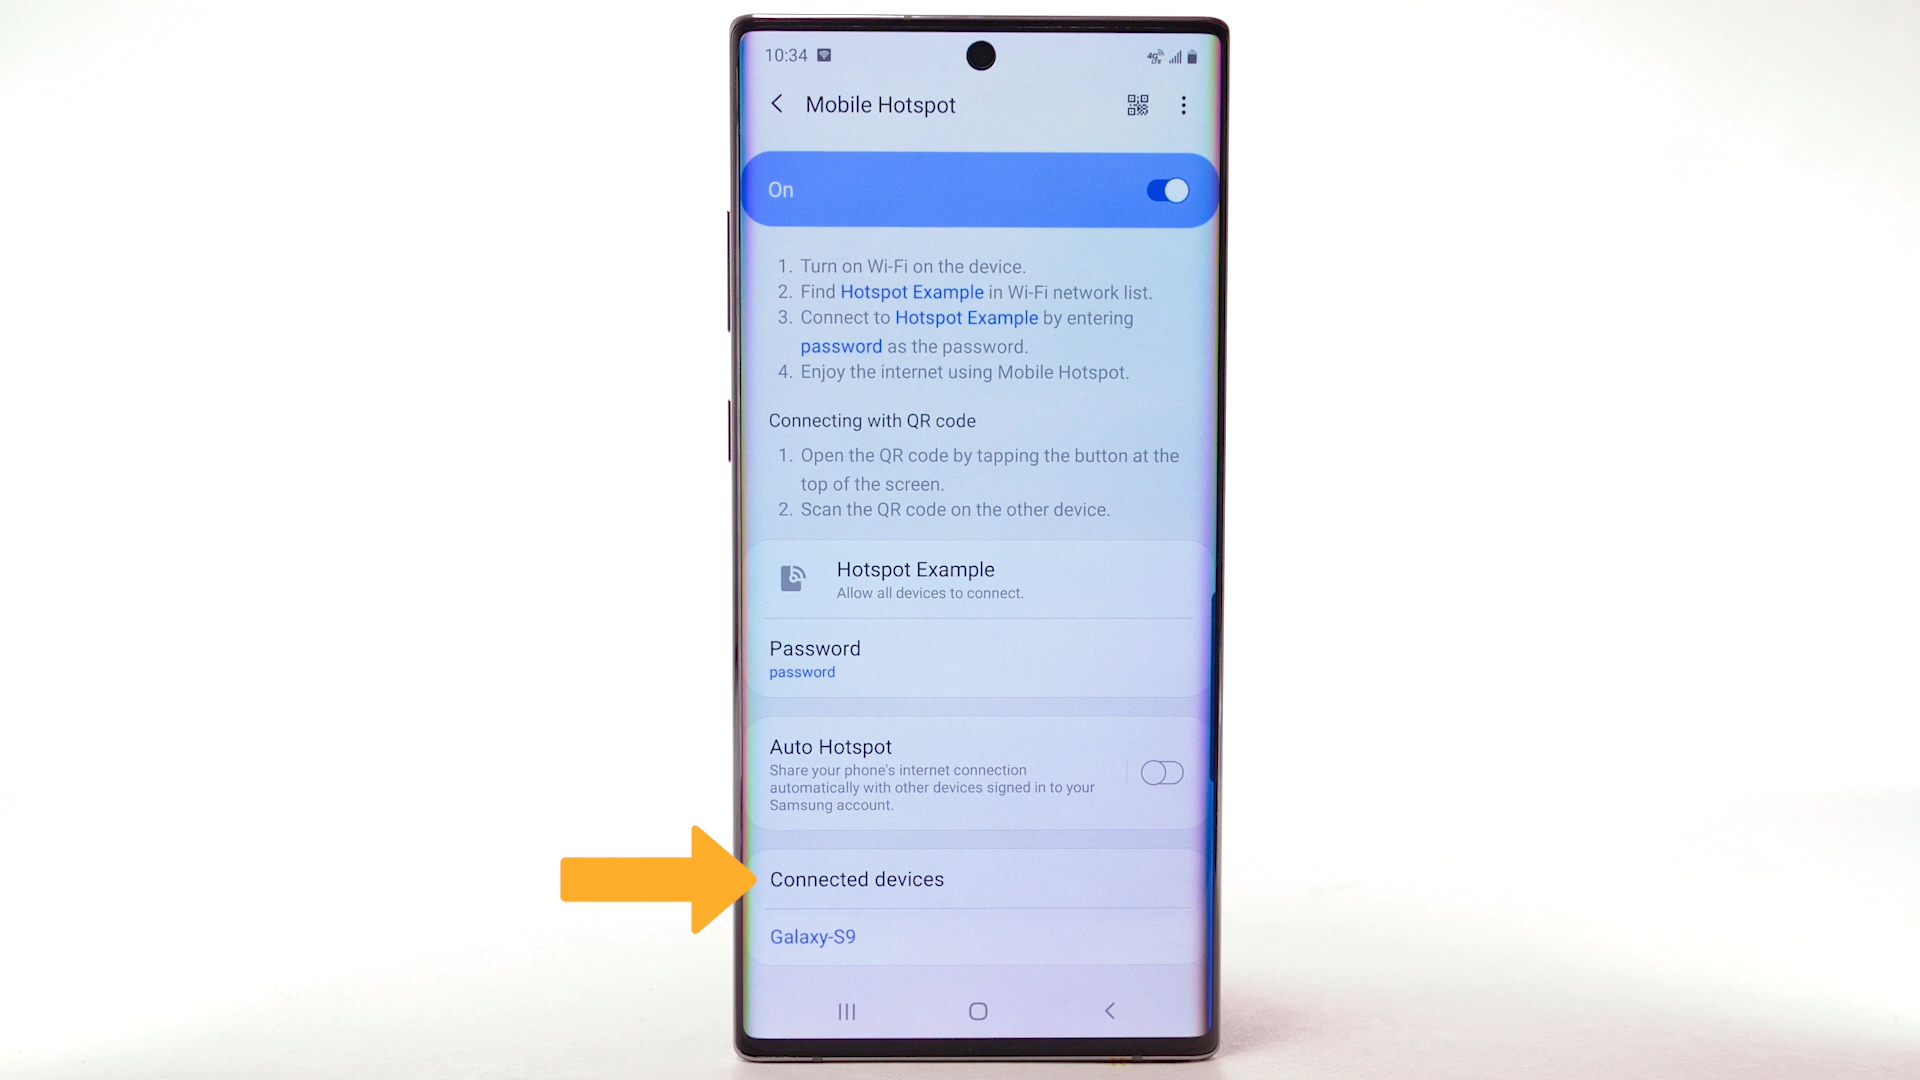 10:34
4G LTE
Mobile Hotspot
On
1. Turn on Wi-Fi on the device.
2. Find Hotspot Example in Wi-Fi network list.
3. Connect to Hotspot Example by entering
password as the password.
4. Enjoy the internet using Mobile Hotspot.
Connecting with QR code
1. Open the QR code by tapping the button at the
top of the screen.
2. Scan the QR code on the other device.
Hotspot Example
Allow all devices to connect.
Password
password
Auto Hotspot
Share your phone's internet connection
automatically with other devices signed in to your
Samsung account.
Connected devices
Galaxy-S9